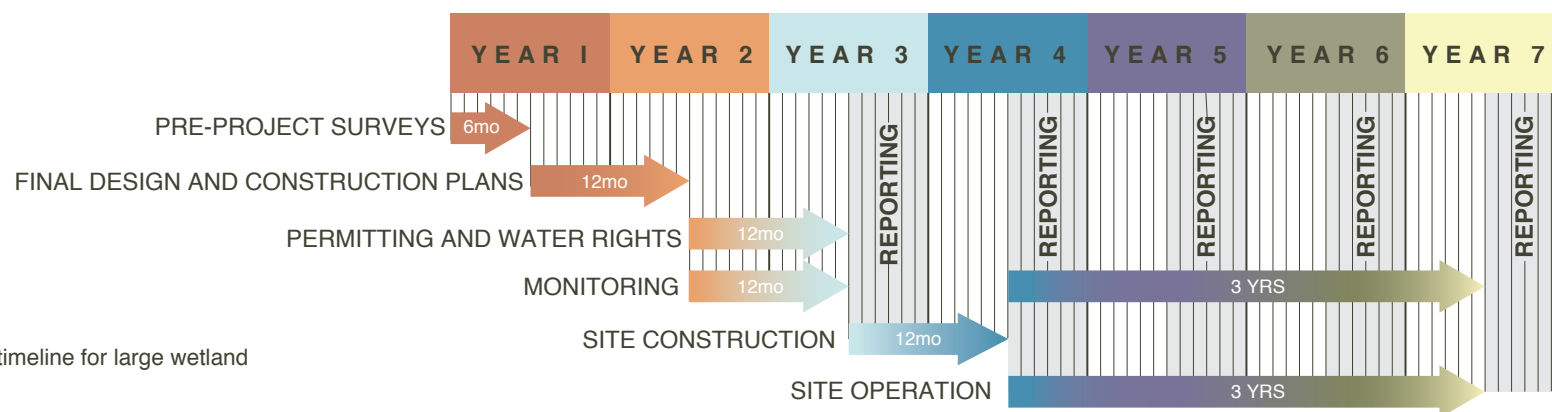 YEAR I YEAR 2 YEAR 3 YEAR 4 YEAR 5 YEAR 6 YEAR 7
PRE-PROJECT SURVEYS 6mo
FINAL DESIGN AND CONSTRUCTION PLANS 12mo
PERMITTING AND WATER RIGHTS 12mo
MONITORING 12mo 3 YRS
SITE CONSTRUCTION 12mo
timeline for large wetland
SITE OPERATION 3 YRS
REPORTING
REPORTING
REPORTING
REPORTING
REPORTING